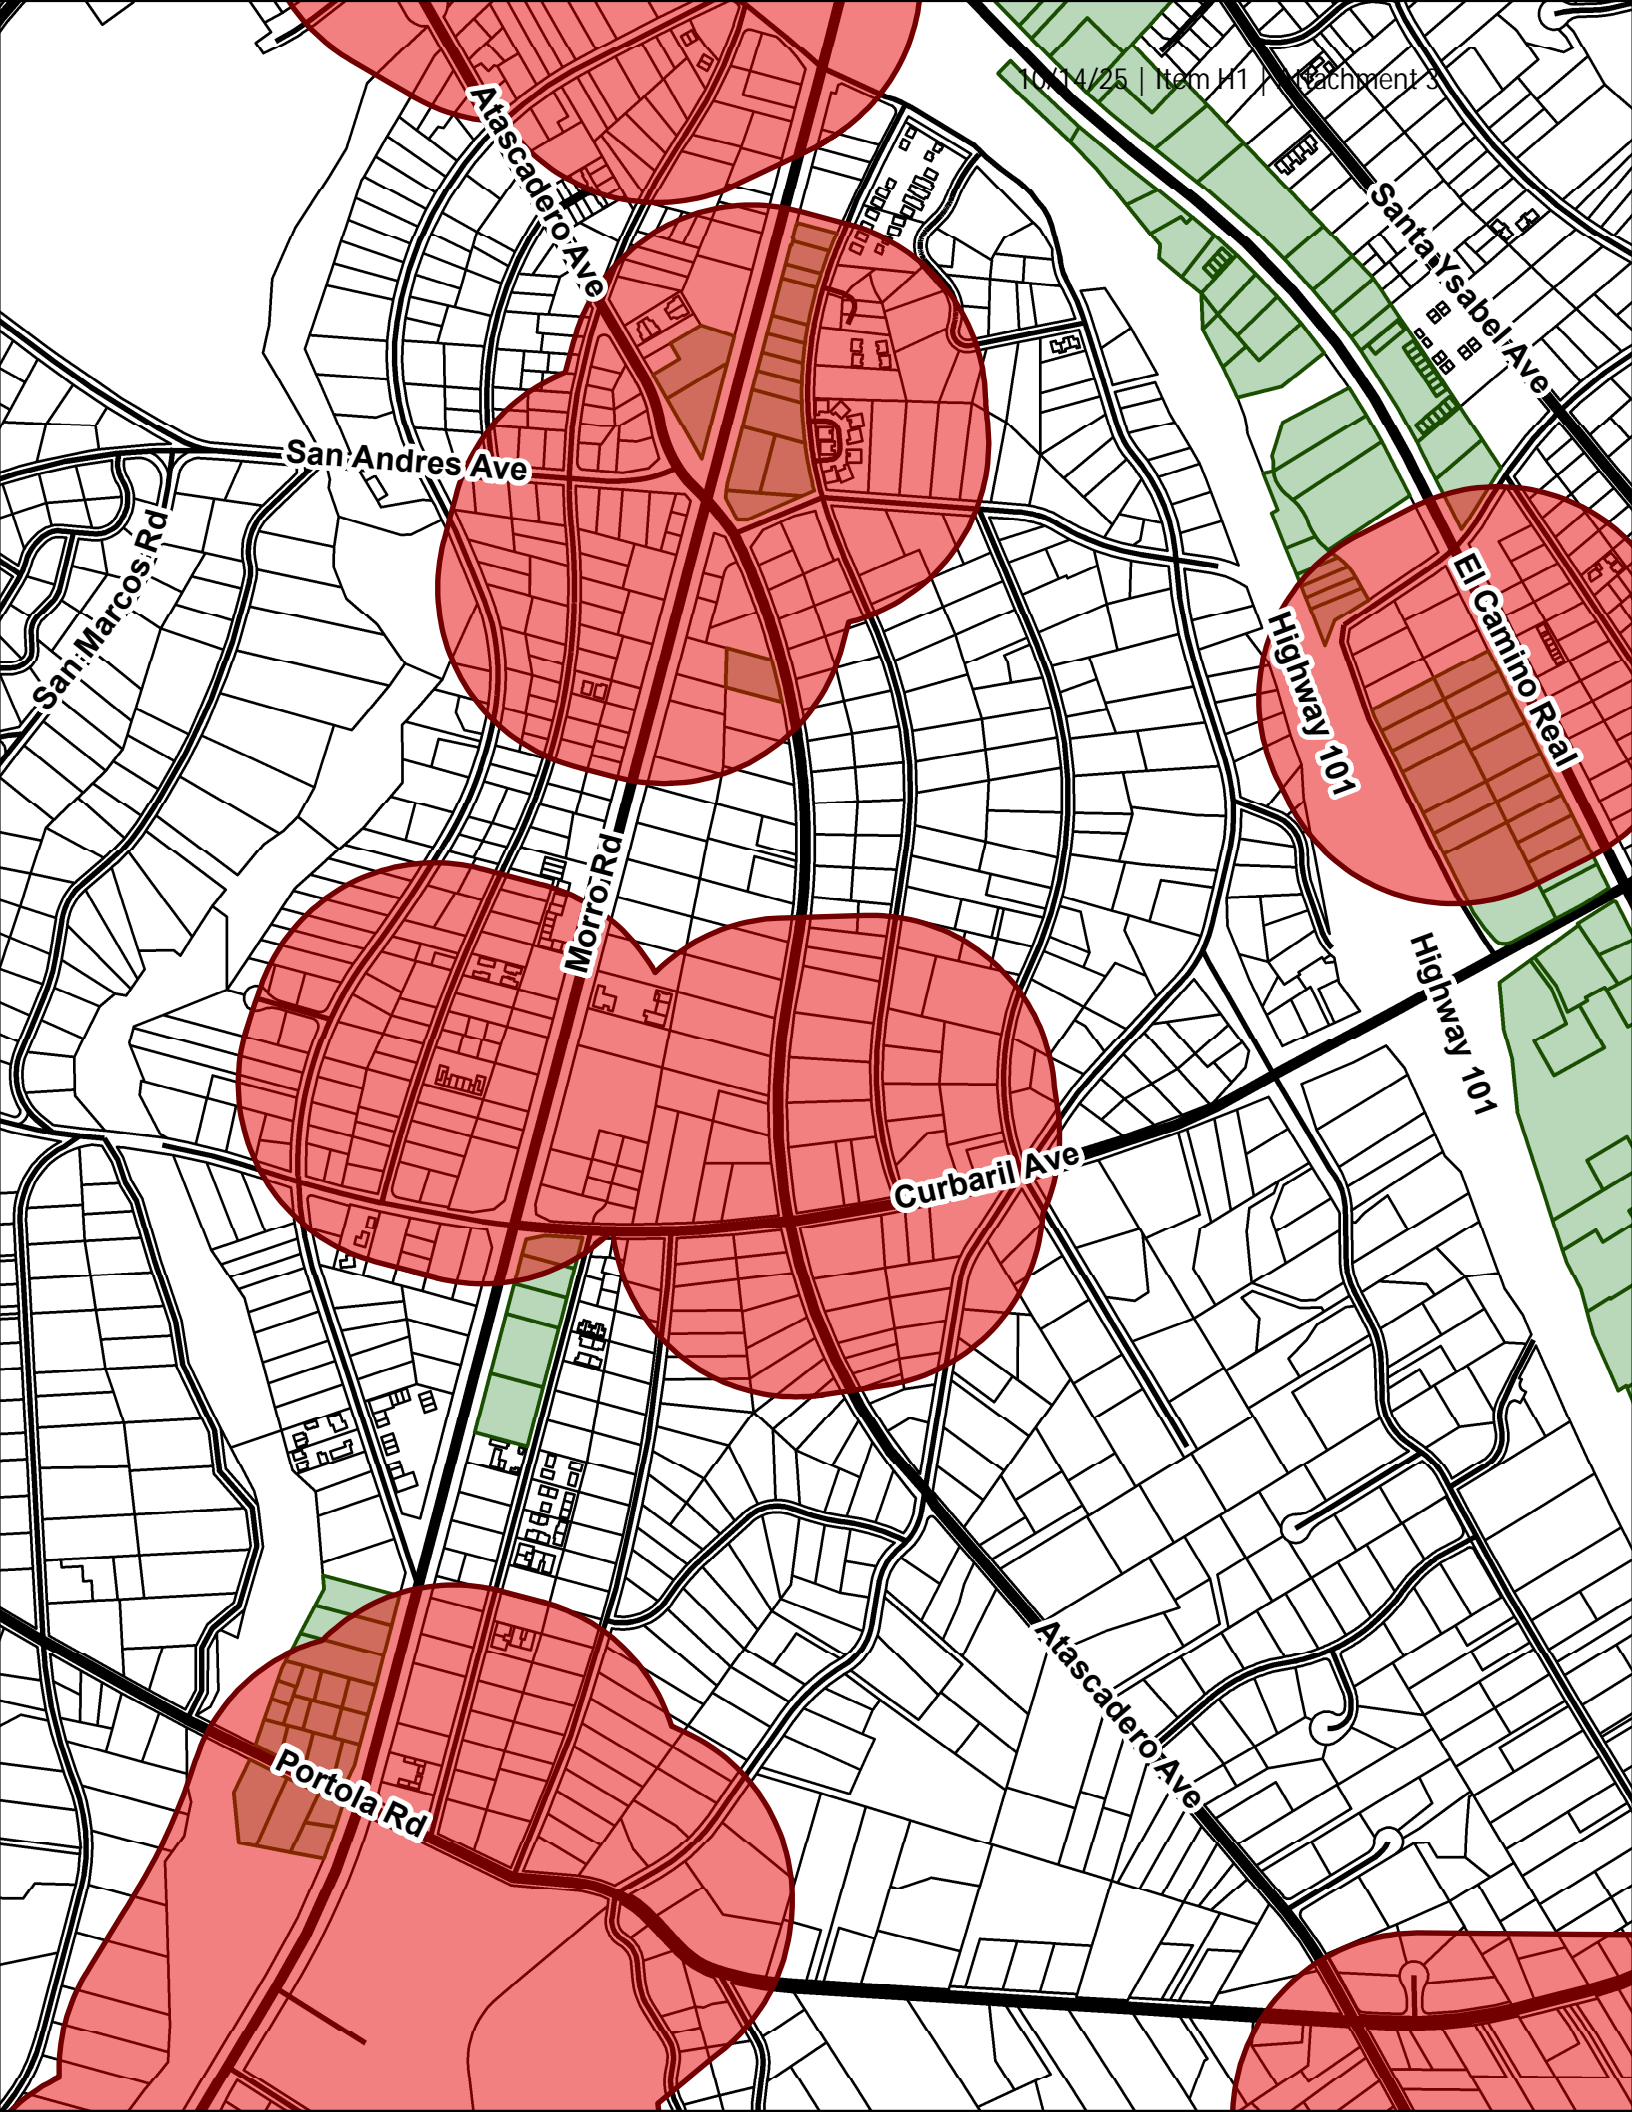 10/14/25 | Item H1 | Attachment 3
Atascadero Ave
Santa Ysabel Ave
San Andres Ave
San Marcos Rd
El Camino Real
Highway 101
Morro Rd
Highway 101
Curbaril Ave
Atascadero Ave
Portola Rd